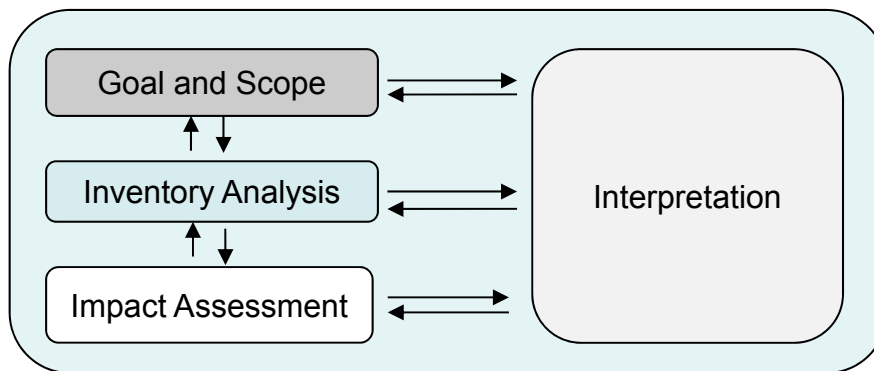 Goal and Scope
Inventory Analysis
Interpretation
Impact Assessment